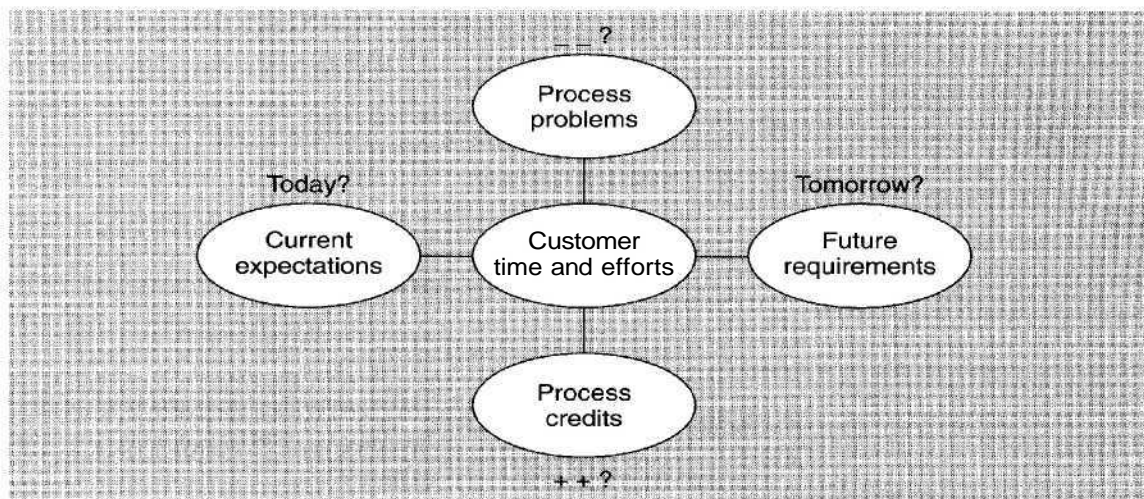 – – ?
Process
problems
Today?
Tomorrow?
Current
expectations
Customer
time and efforts
Future
requirements
Process
credits
+ + ?